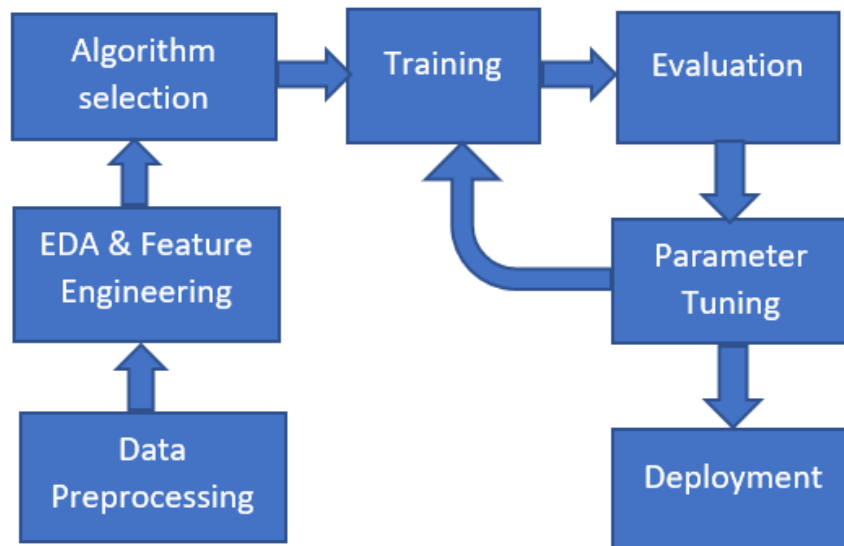 Algorithm
selection
Training
Evaluation
EDA & Feature
Engineering
Parameter
Tuning
Data
Preprocessing
Deployment